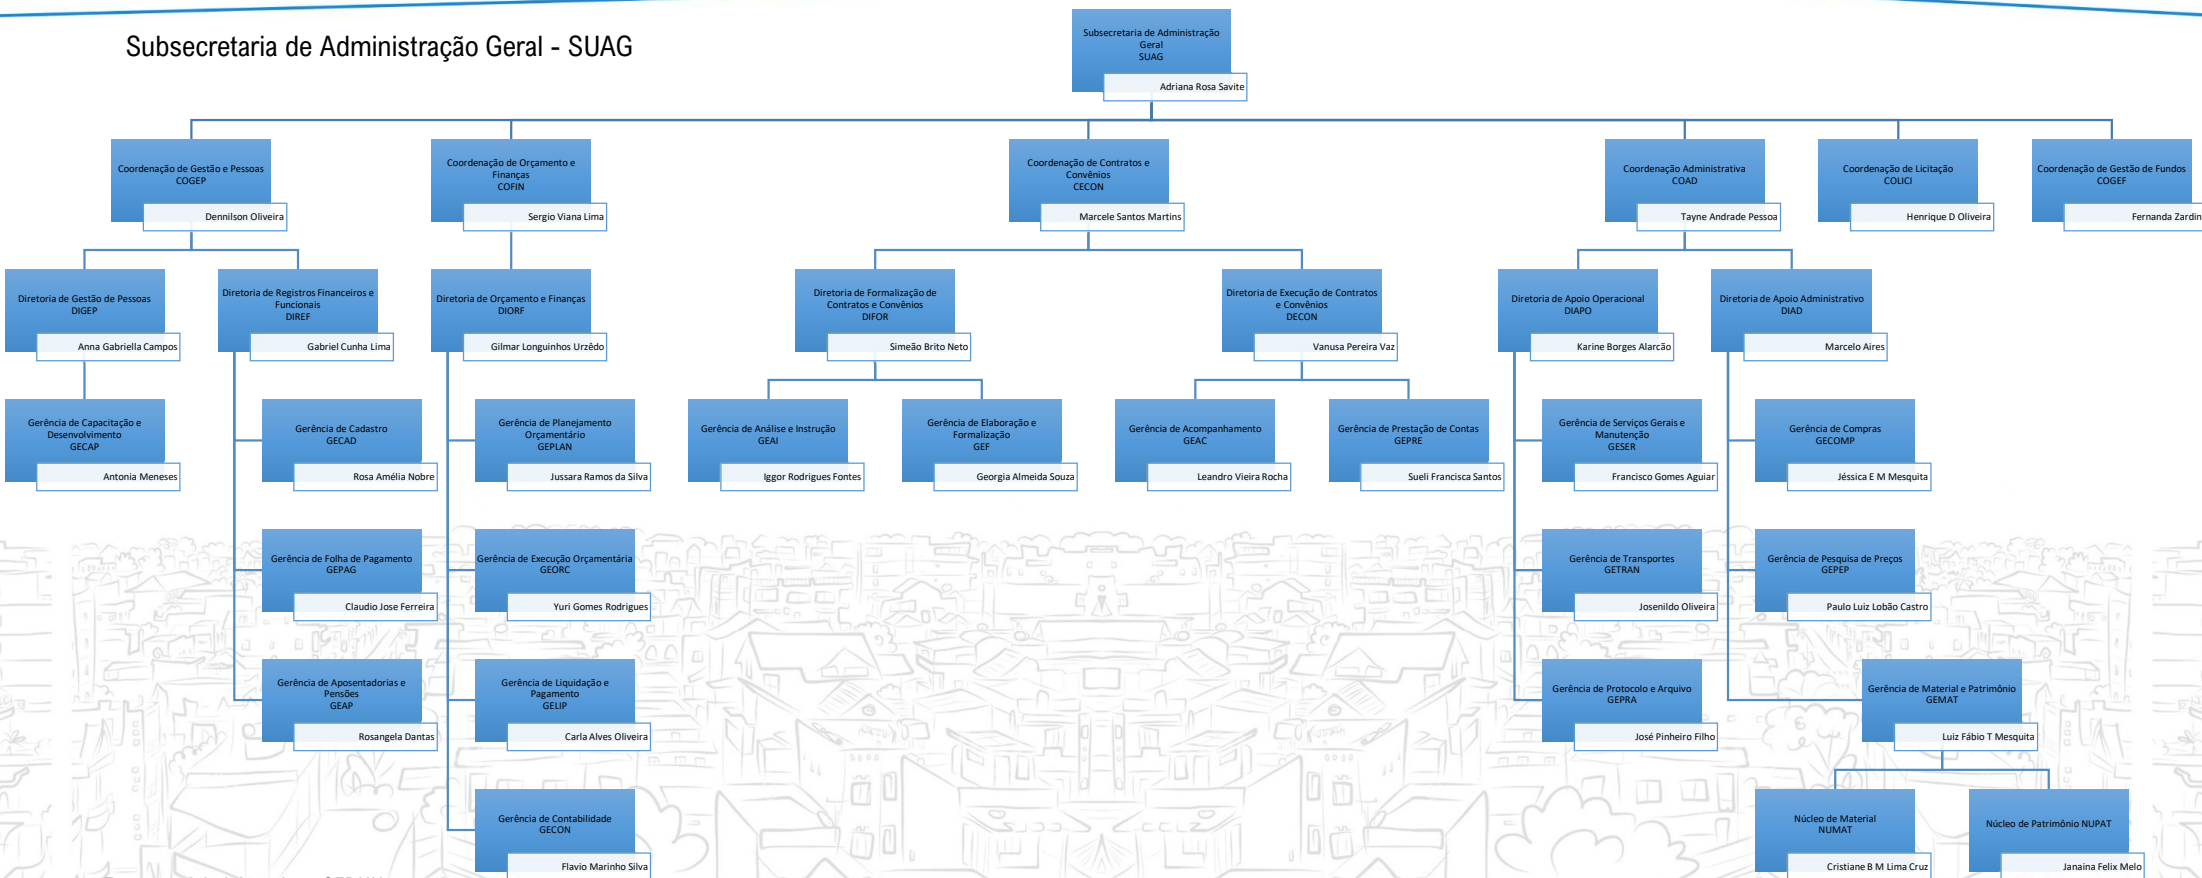 Subsecretaria de Administração Geral - SUAG
Subsecretaria de Administração
Geral
SUAG
Adriana Rosa Savite
Coordenação de Gestão e Pessoas
COGEP
Dennilson Oliveira
Coordenação de Orçamento e
Finanças
COFIN
Sergio Viana Lima
Coordenação de Contratos e
Convênios
CECON
Marcele Santos Martins
Coordenação Administrativa
COAD
Tayne Andrade Pessoa
Coordenação de Licitação
COLICI
Henrique D Oliveira
Coordenação de Gestão de Fundos
COGEF
Fernanda Zardin
Diretoria de Gestão de Pessoas
DIGEP
Anna Gabriella Campos
Diretoria de Registros Financeiros e
Funcionais
DIREF
Gabriel Cunha Lima
Diretoria de Orçamento e Finanças
DIORF
Gilmar Longuinhos Urzêdo
Diretoria de Formalização de
Contratos e Convênios
DIFOR
Simeão Brito Neto
Diretoria de Execução de Contratos
e Convênios
DECON
Vanusa Pereira Vaz
Diretoria de Apoio Operacional
DIAPO
Karine Borges Alarcão
Diretoria de Apoio Administrativo
DIAD
Marcelo Aires
Gerência de Capacitação e
Desenvolvimento
GECAP
Antonia Meneses
Gerência de Cadastro
GECAD
Rosa Amélia Nobre
Gerência de Planejamento
Orçamentário
GEPLAN
Jussara Ramos da Silva
Gerência de Análise e Instrução
GEAI
Iggor Rodrigues Fontes
Gerência de Elaboração e
Formalização
GEF
Georgia Almeida Souza
Gerência de Acompanhamento
GEAC
Leandro Vieira Rocha
Gerência de Prestação de Contas
GEPRE
Sueli Francisca Santos
Gerência de Serviços Gerais e
Manutenção
GESER
Francisco Gomes Aguiar
Gerência de Compras
GECOMP
Jéssica E M Mesquita
Gerência de Folha de Pagamento
GEPAG
Claudio Jose Ferreira
Gerência de Execução Orçamentária
GEORC
Yuri Gomes Rodrigues
Gerência de Transportes
GETRAN
Josenildo Oliveira
Gerência de Pesquisa de Preços
GEPEP
Paulo Luiz Lobão Castro
Gerência de Aposentadorias e
Pensões
GEAP
Rosangela Dantas
Gerência de Liquidação e
Pagamento
GELIP
Carla Alves Oliveira
Gerência de Protocolo e Arquivo
GEPRA
José Pinheiro Filho
Gerência de Material e Patrimônio
GEMAT
Luiz Fábio T Mesquita
Gerência de Contabilidade
GECON
Flavio Marinho Silva
Núcleo de Material
NUMAT
Cristiane B M Lima Cruz
Núcleo de Patrimônio NUPAT
Janaina Felix Melo